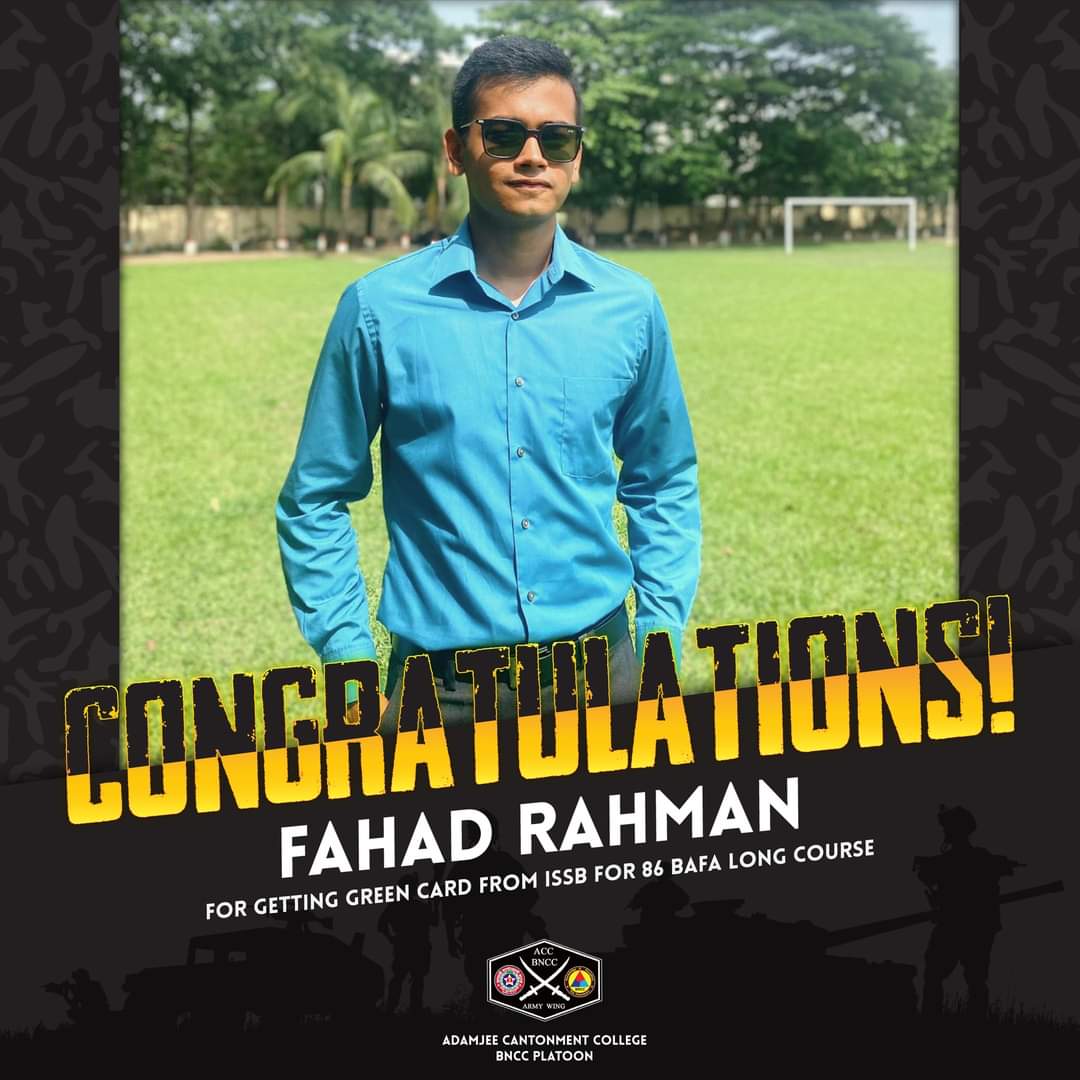 CONGRATULATIONS!
FAHAD RAHMAN
FOR GETTING GREEN CARD FROM ISSB FOR 86 BAFA LONG COURSE
ACC
BNCC
ARMY WING
ADAMJEE CANTONMENT COLLEGE
BNCC PLATOON